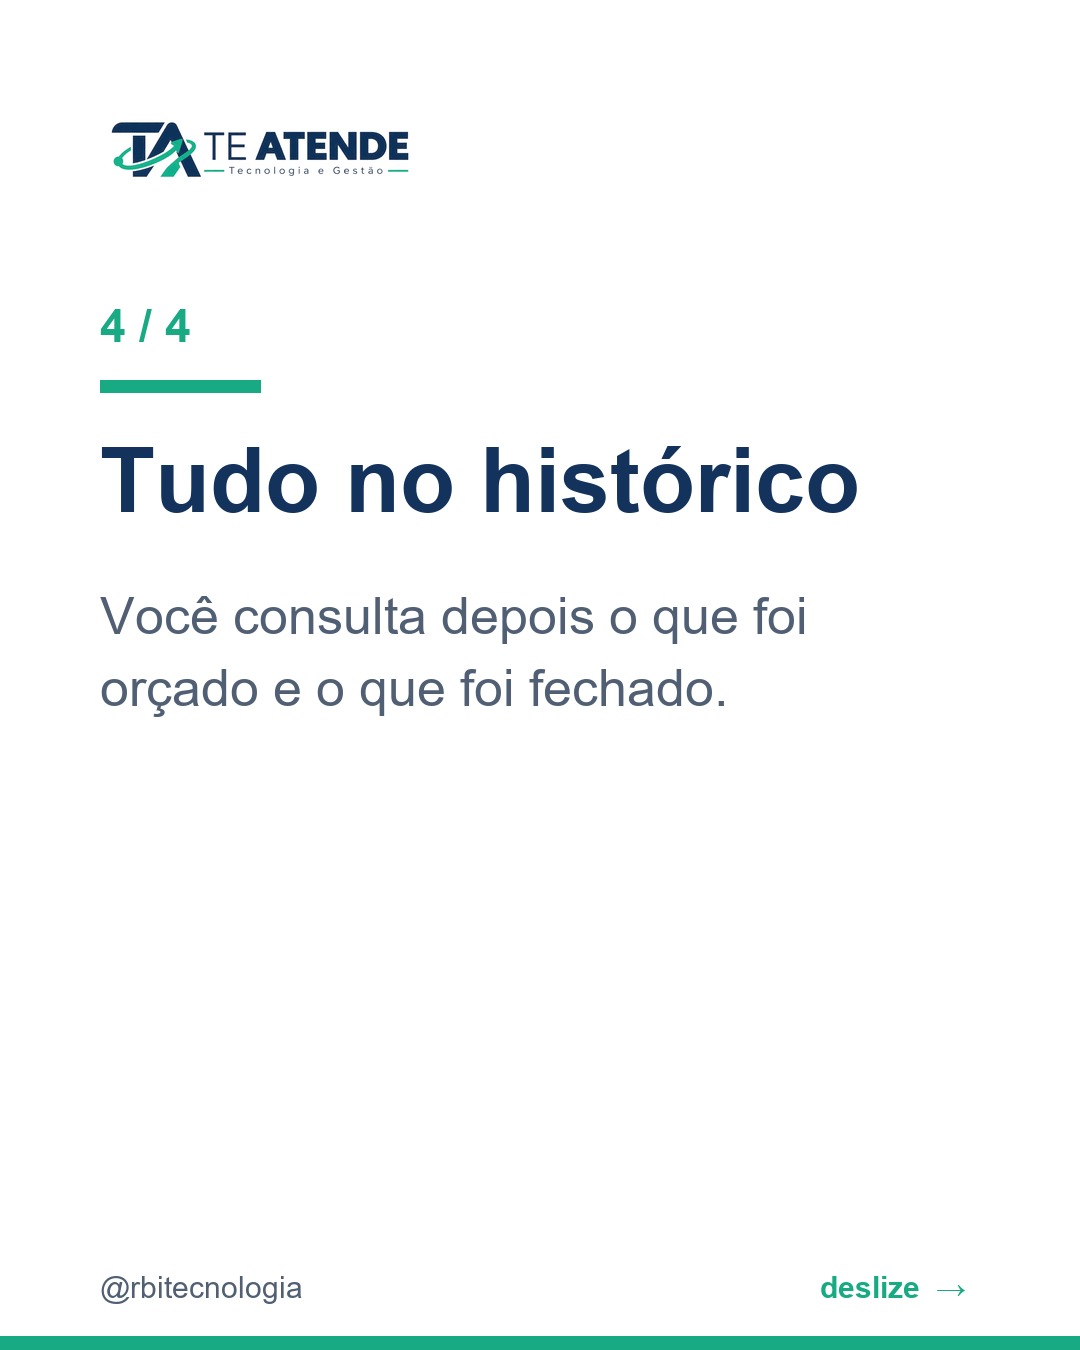 TA TE ATENDE
Tecnologia e Gestão
4 / 4
Tudo no histórico
Você consulta depois o que foi
orçado e o que foi fechado.
@rbitecnologia
deslize →